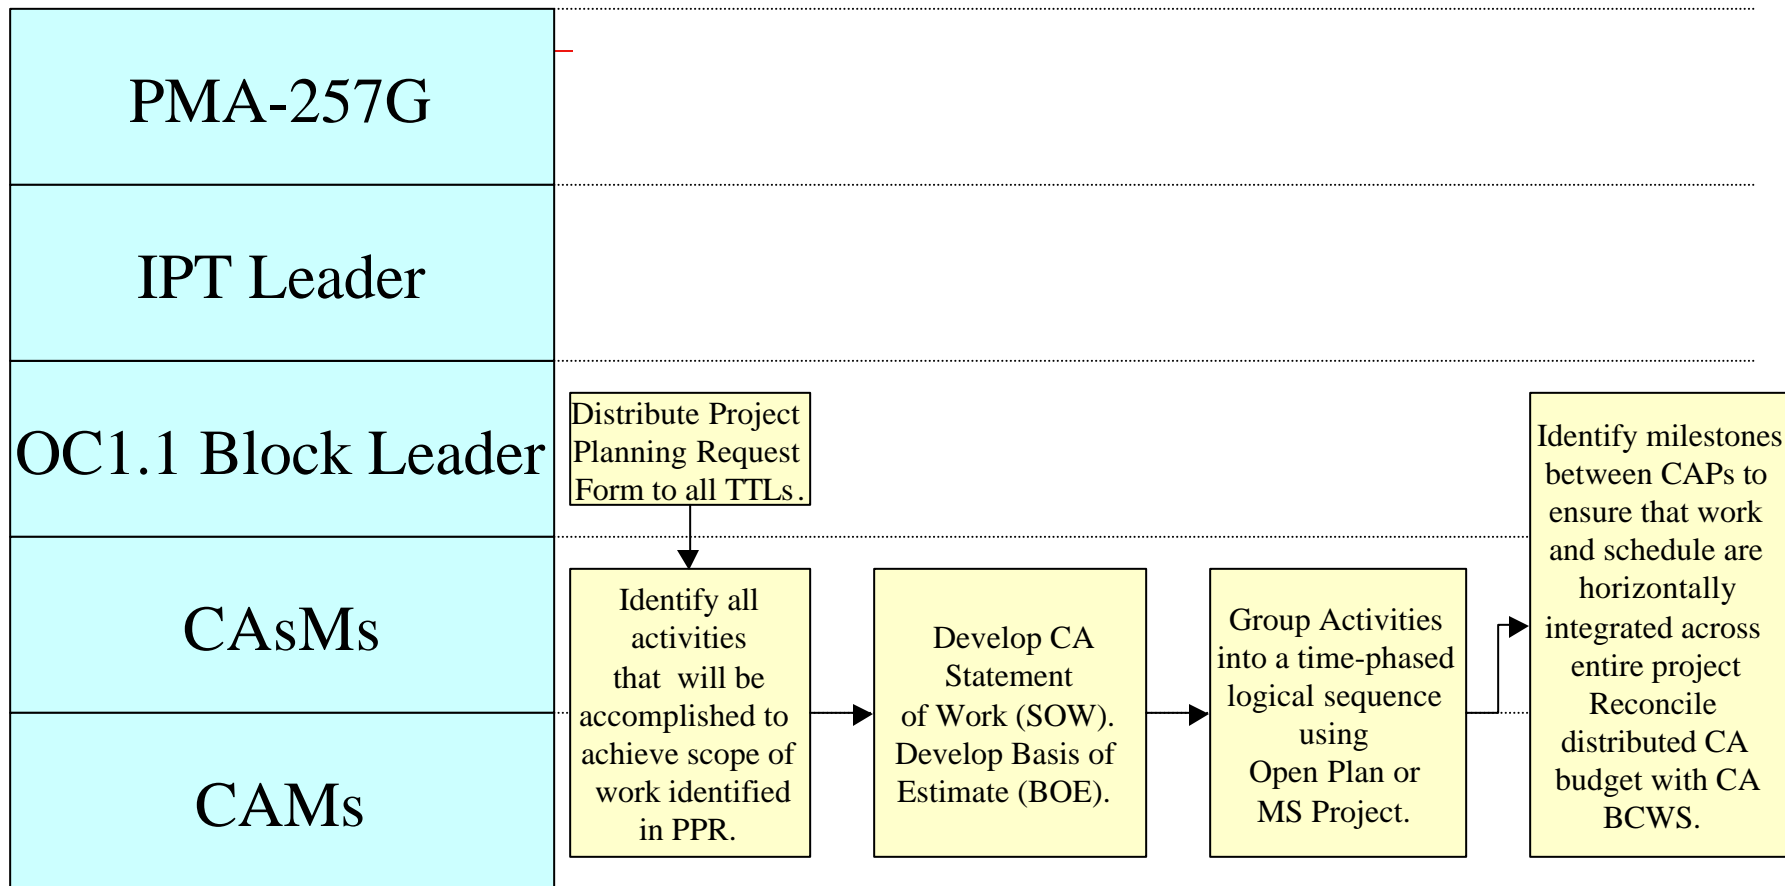 PMA-257G
IPT Leader
OC1.1 Block Leader
CAsMs
CAMs
Distribute Project
Planning Request
Form to all TTLs.
Identify all
activities
that will be
accomplished to
achieve scope of
work identified
in PPR.
Develop CA
Statement
of Work (SOW).
Develop Basis of
Estimate (BOE).
Group Activities
into a time-phased
logical sequence
using
Open Plan or
MS Project.
Identify milestones
between CAPs to
ensure that work
and schedule are
horizontally
integrated across
entire project
Reconcile
distributed CA
budget with CA
BCWS.